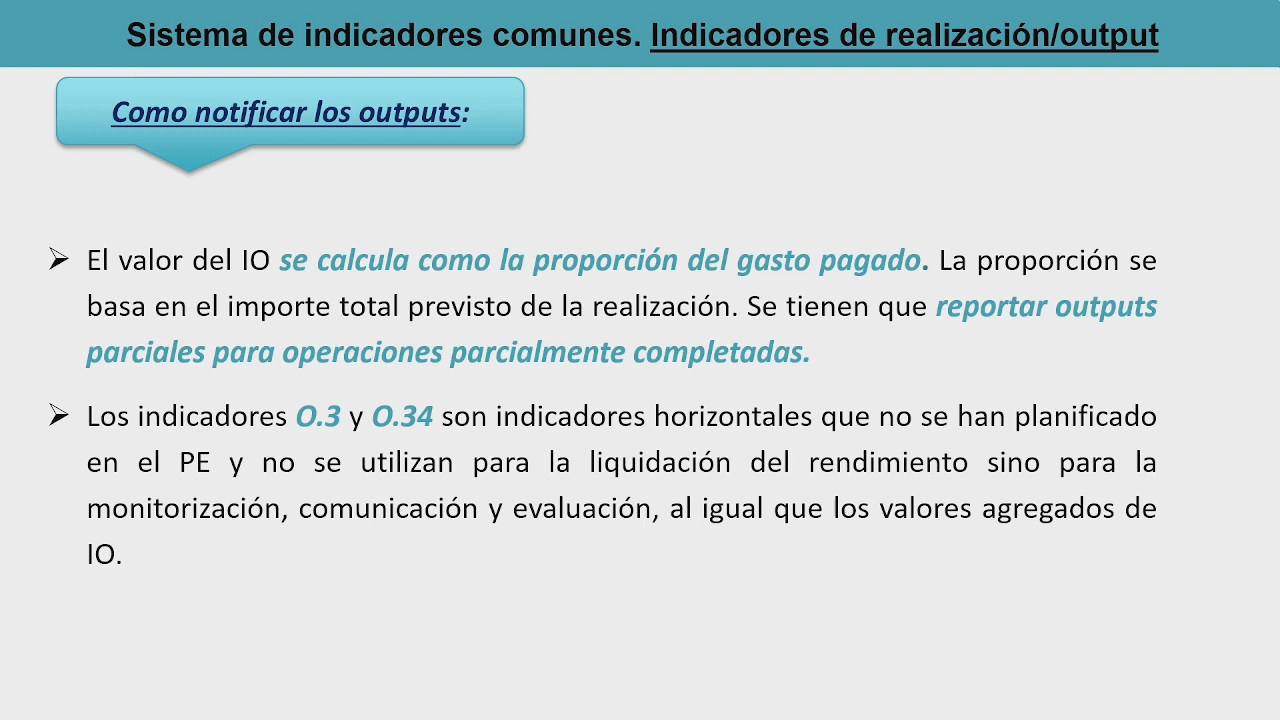 Sistema de indicadores comunes. Indicadores de realización/output
Como notificar los outputs:
El valor del IO se calcula como la proporción del gasto pagado. La proporción se
basa en el importe total previsto de la realización. Se tienen que reportar outputs
parciales para operaciones parcialmente completadas.
Los indicadores O.3 y O.34 son indicadores horizontales que no se han planificado
en el PE y no se utilizan para la liquidación del rendimiento sino para la
monitorización, comunicación y evaluación, al igual que los valores agregados de
IO.